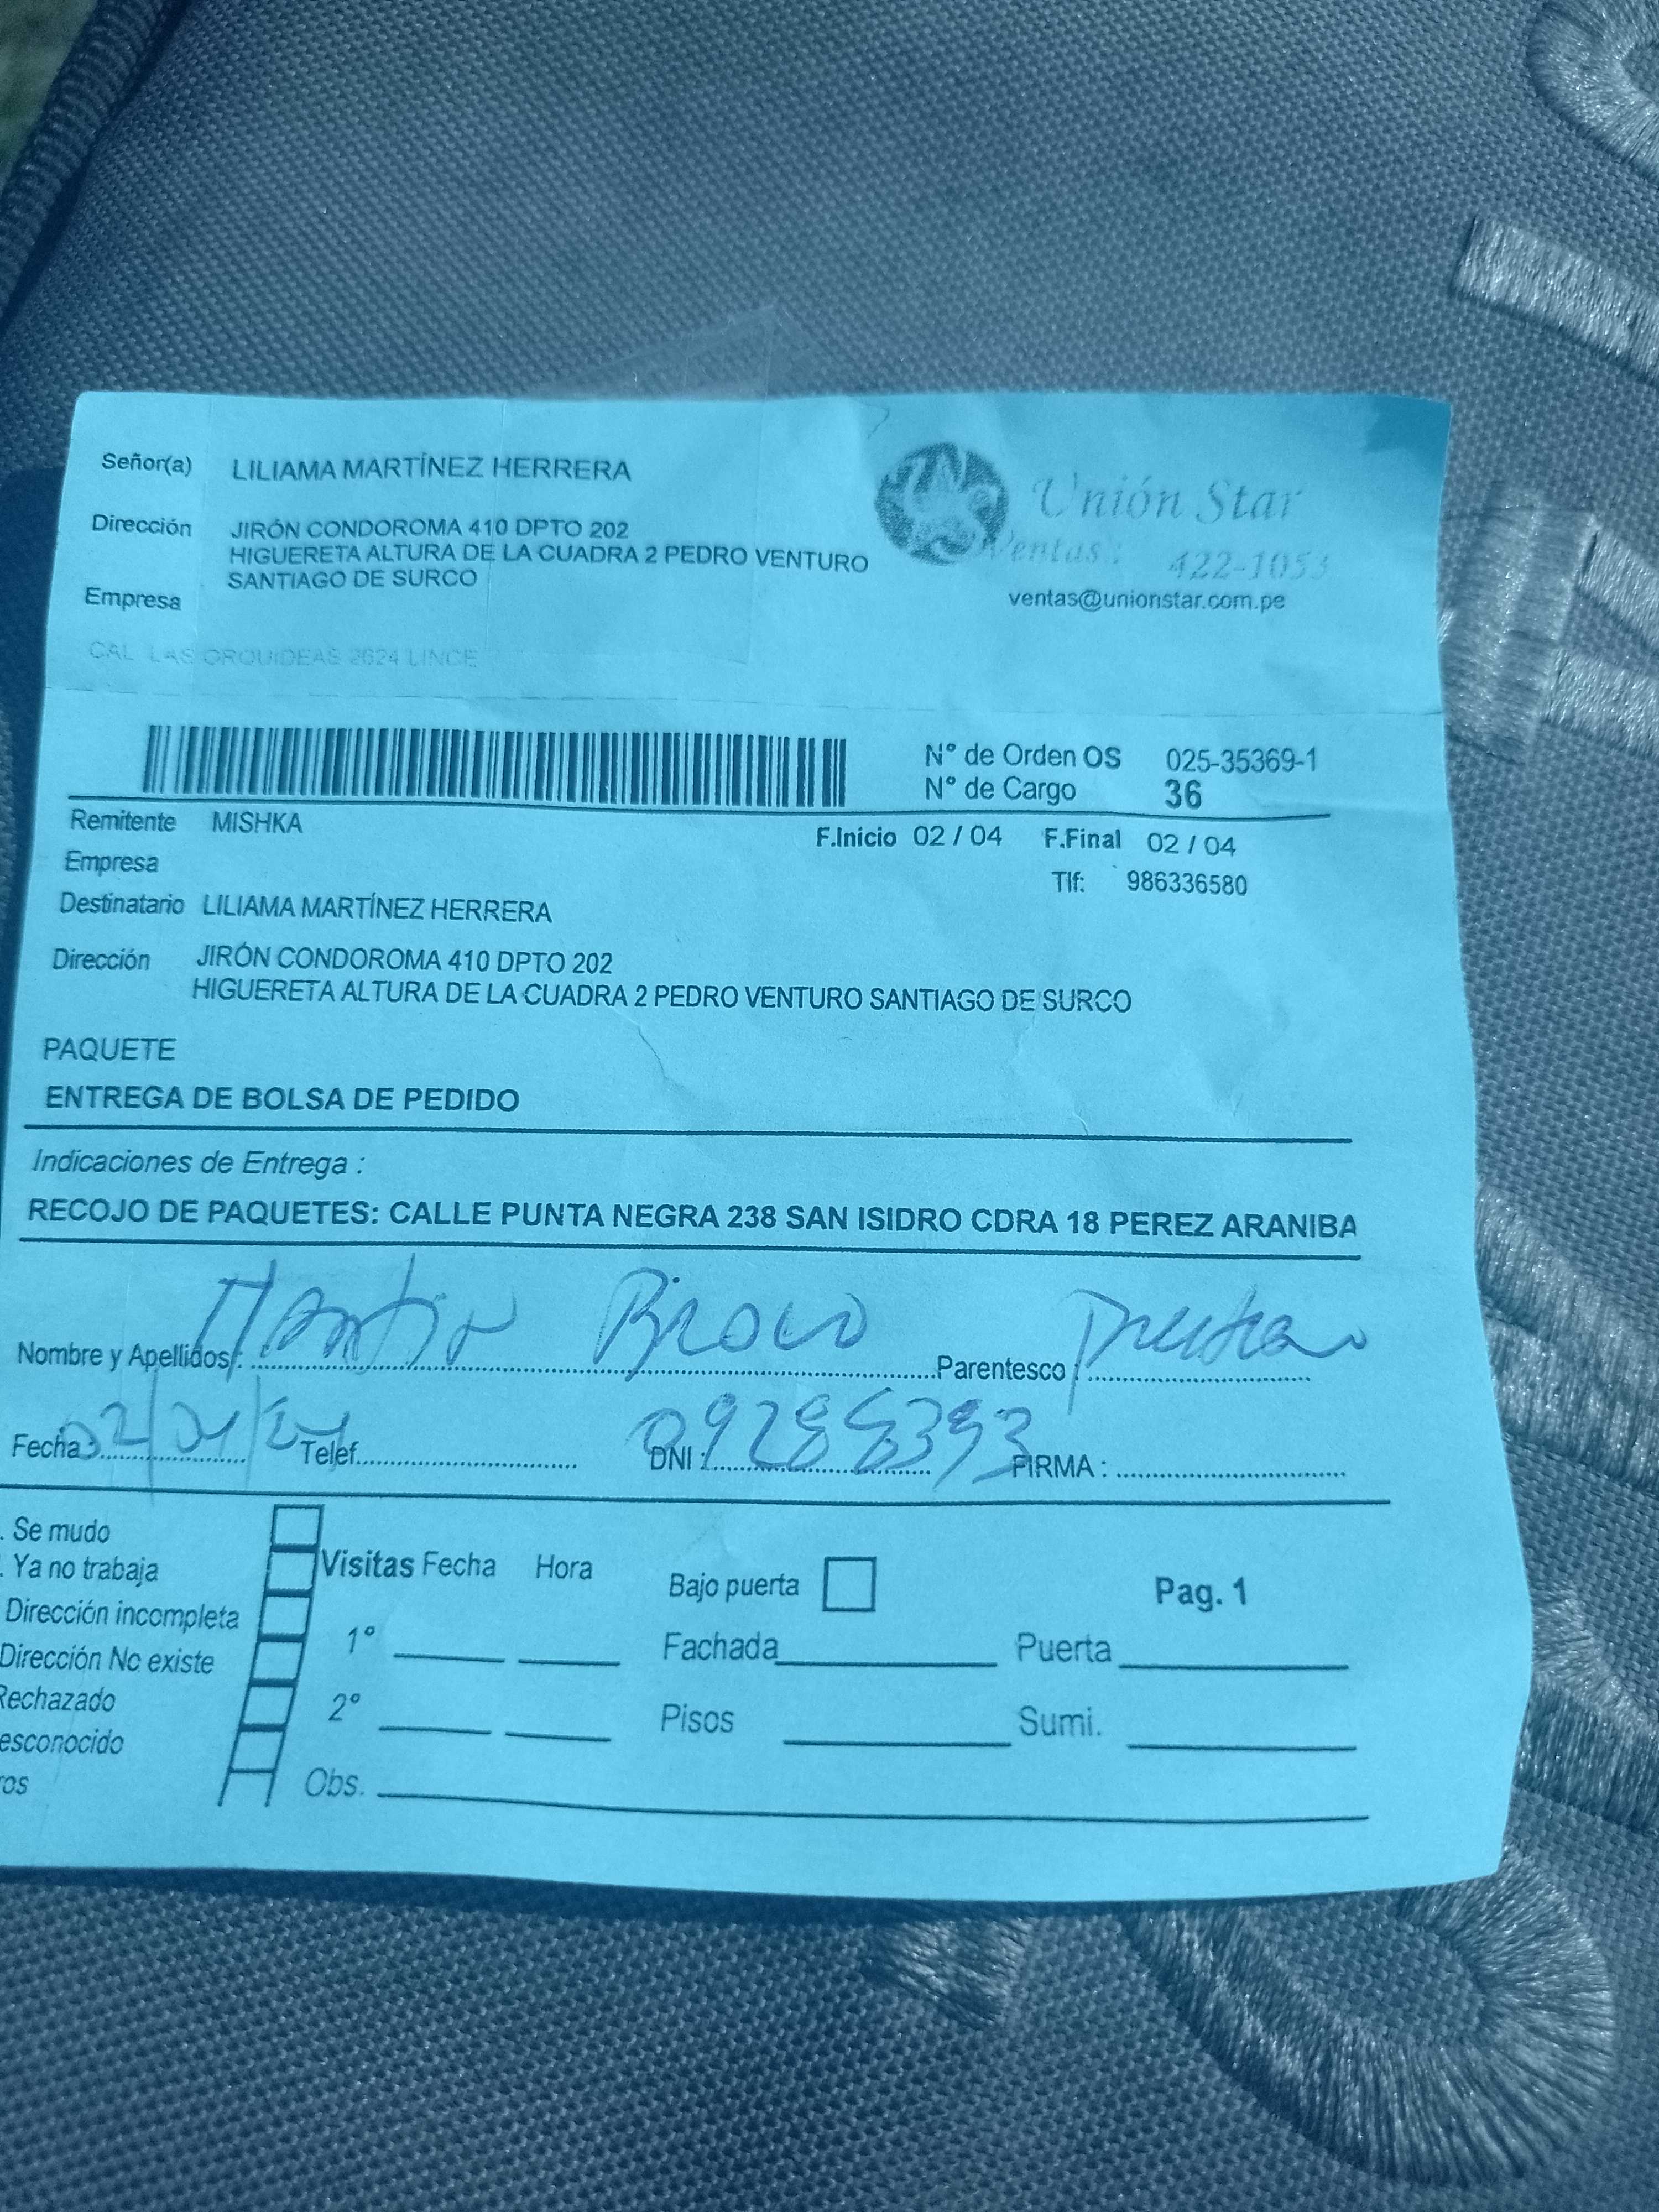 Señor(a) LILIAMA MARTÍNEZ HERRERA
Unión Star
Dirección JIRÓN CONDOROMA 410 DPTO 202
HIGUERETA ALTURA DE LA CUADRA 2 PEDRO VENTURO
Ventas: 422-1053
SANTIAGO DE SURCO
Empresa
ventas@unionstar.com.pe
CAL LAS ORQUIDEAS 2624 LINCE
N° de Orden OS 025-35369-1
N° de Cargo 36
Remitente MISHKA
F.Inicio 02 / 04 F.Final 02 / 04
Empresa
Tlf: 986336580
Destinatario LILIAMA MARTÍNEZ HERRERA
Dirección JIRÓN CONDOROMA 410 DPTO 202
HIGUERETA ALTURA DE LA CUADRA 2 PEDRO VENTURO SANTIAGO DE SURCO
PAQUETE
ENTREGA DE BOLSA DE PEDIDO
Indicaciones de Entrega :
RECOJO DE PAQUETES: CALLE PUNTA NEGRA 238 SAN ISIDRO CDRA 18 PEREZ ARANIBA
Nombre y Apellidos: Martin Parentesco :
Fecha: 02/04/24 Telef. DNI : 09288393 FIRMA :
. Se mudo
. Ya no trabaja
Dirección incompleta
Dirección No existe
Rechazado
esconocido
ros
Visitas Fecha Hora
1°
2°
Obs.
Bajo puerta
Pag. 1
Fachada Puerta
Pisos Sumi.